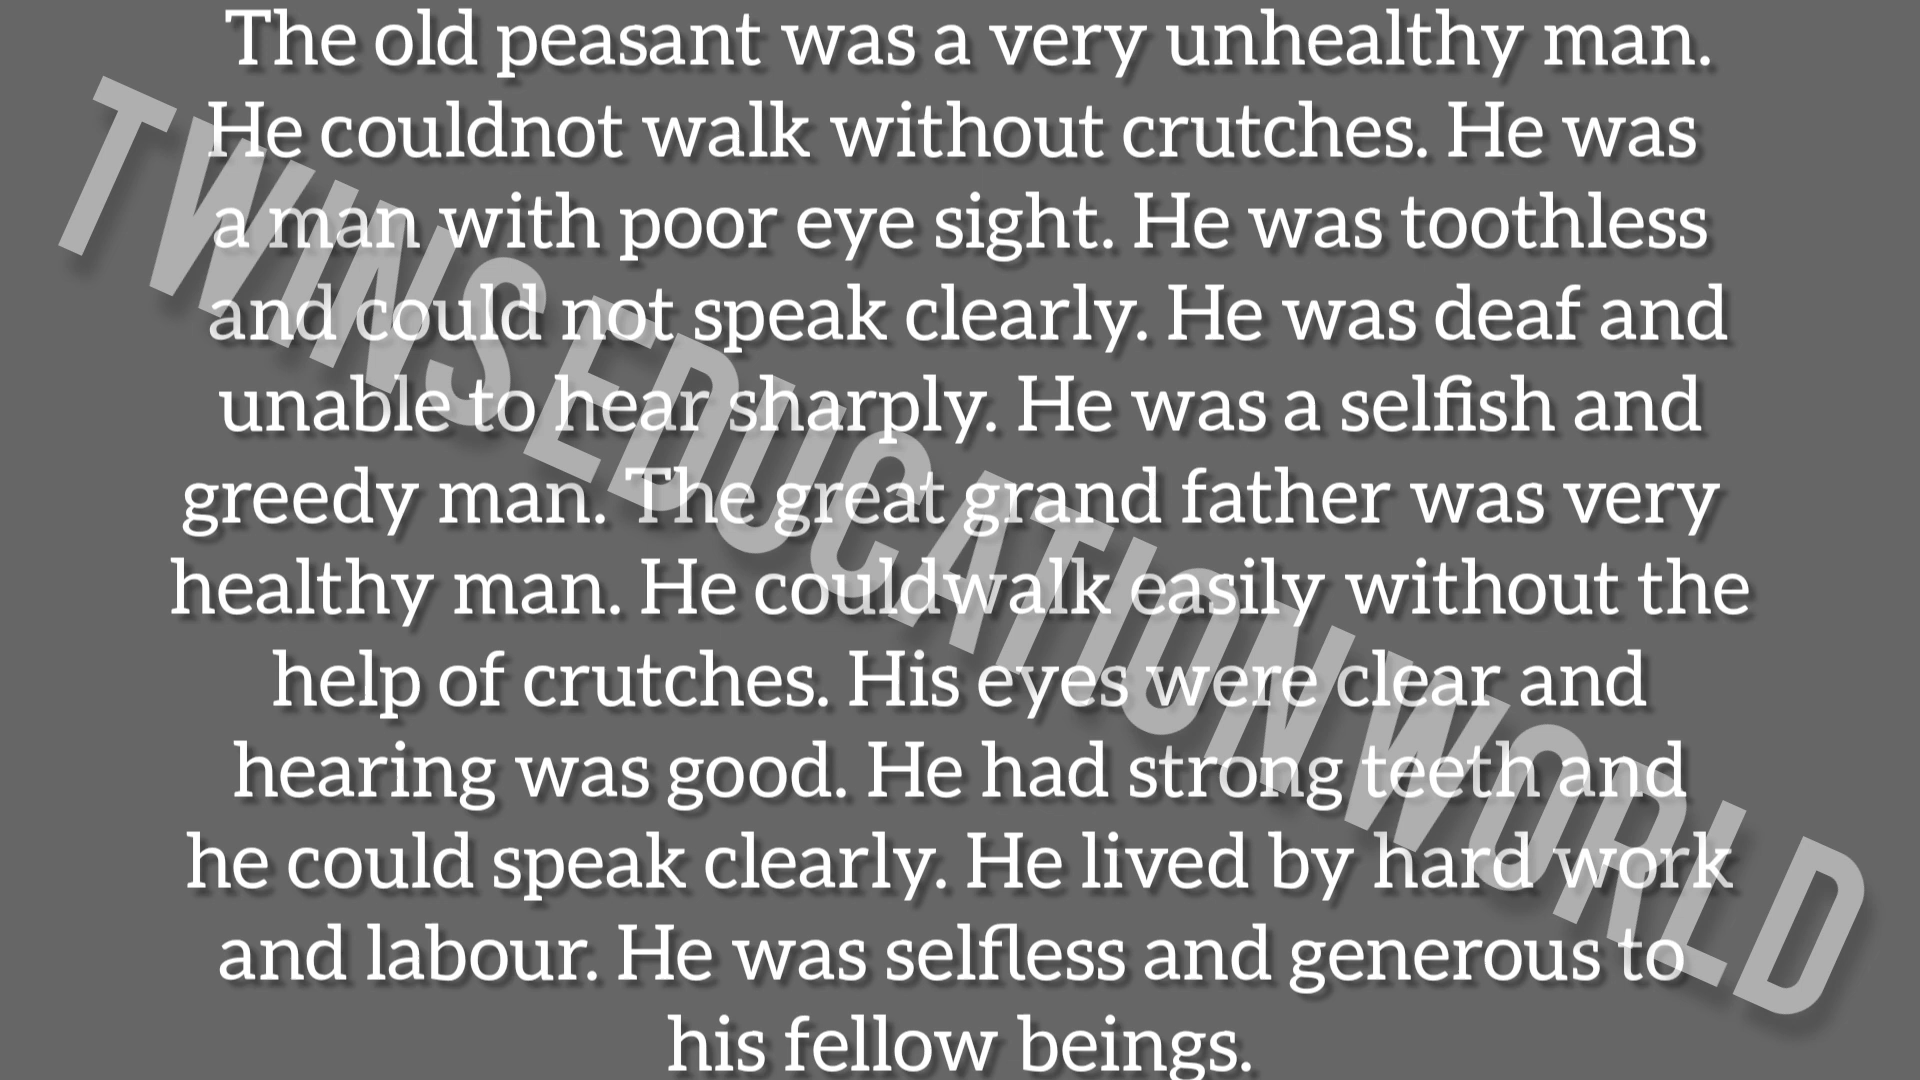 The old peasant was a very unhealthy man.
He couldnot walk without crutches. He was
a man with poor eye sight. He was toothless
and could not speak clearly. He was deaf and
unable to hear sharply. He was a selfish and
greedy man. The great grand father was very
healthy man. He couldwalk easily without the
help of crutches. His eyes were clear and
hearing was good. He had strong teeth and
he could speak clearly. He lived by hard work
and labour. He was selfless and generous to
his fellow beings.
TWINS EDUCATION WORLD